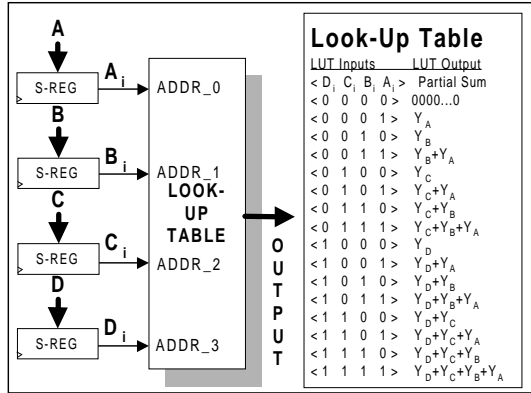 A
S-REG
A i
ADDR_0
B
S-REG
B i
ADDR_1
LOOK-
UP
TABLE
C
S-REG
C i
ADDR_2
D
S-REG
D i
ADDR_3
OUTPUT
Look-Up Table
LUT Inputs LUT Output
< D i C i B i A i > Partial Sum
< 0 0 0 0 > 0000...0
< 0 0 0 1 > Y A
< 0 0 1 0 > Y B
< 0 0 1 1 > Y B +Y A
< 0 1 0 0 > Y C
< 0 1 0 1 > Y C +Y A
< 0 1 1 0 > Y C +Y B
< 0 1 1 1 > Y C +Y B +Y A
< 1 0 0 0 > Y D
< 1 0 0 1 > Y D +Y A
< 1 0 1 0 > Y D +Y B
< 1 0 1 1 > Y D +Y B +Y A
< 1 1 0 0 > Y D +Y C
< 1 1 0 1 > Y D +Y C +Y A
< 1 1 1 0 > Y D +Y C +Y B
< 1 1 1 1 > Y D +Y C +Y B +Y A